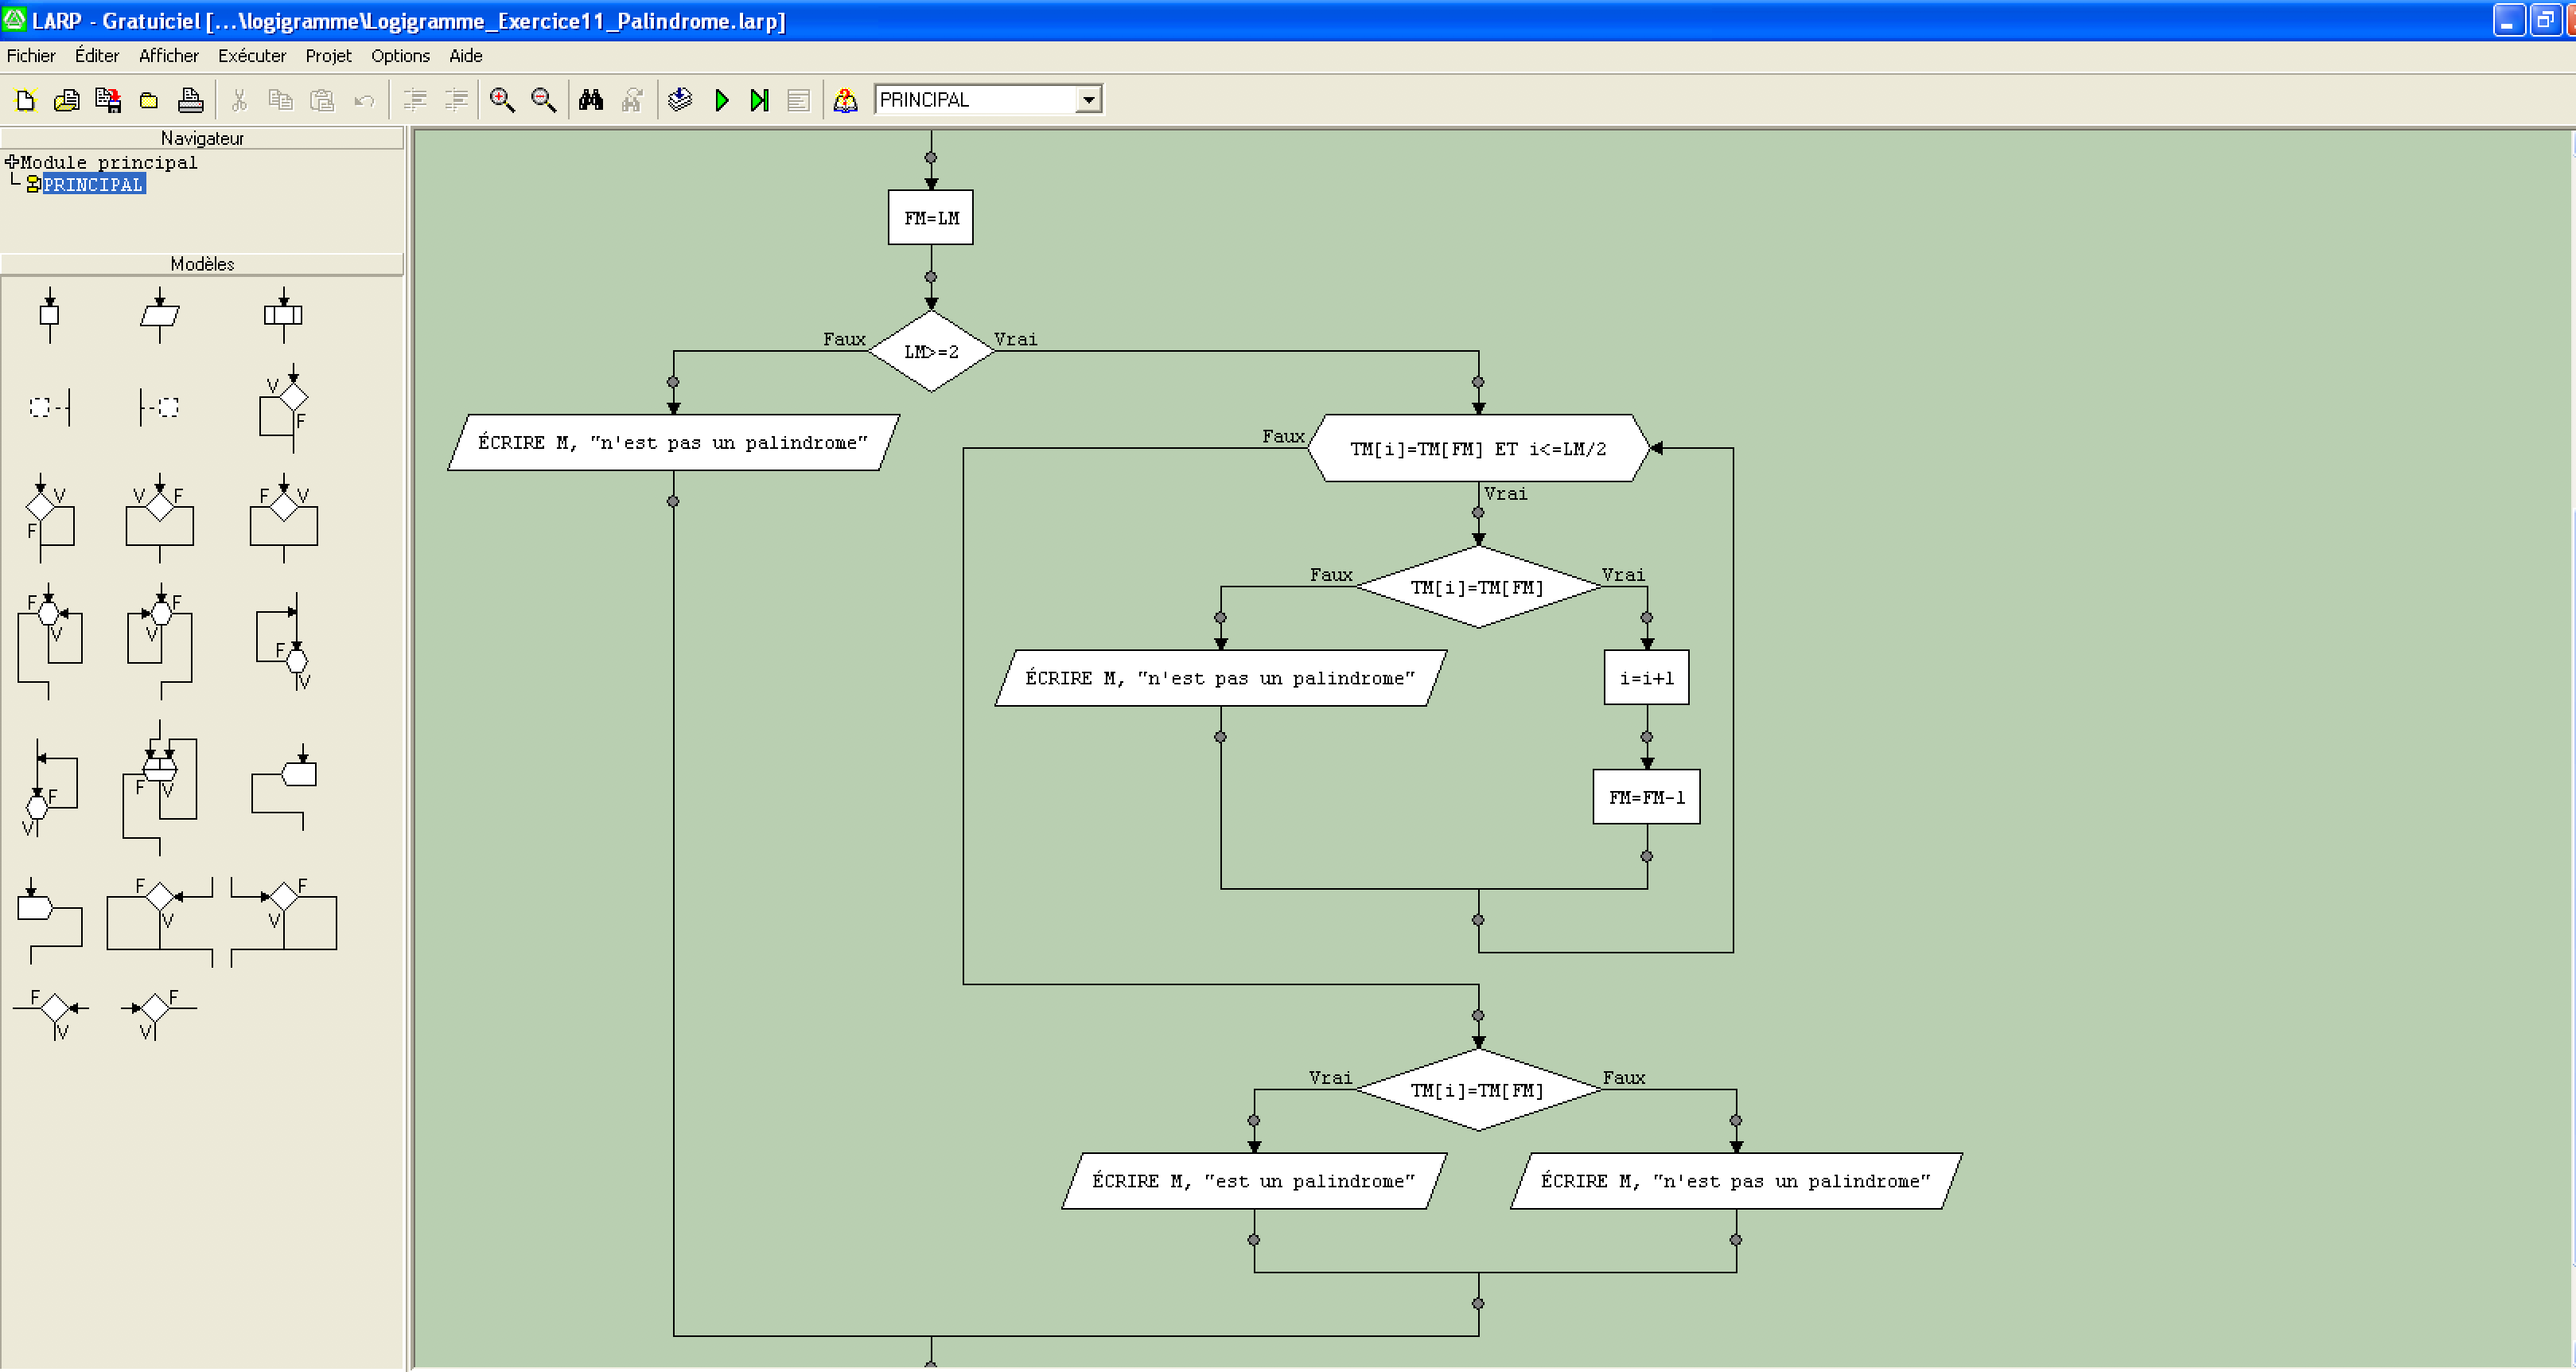 LARP - Gratuiciel [...\logigramme\Logigramme_Exercice11_Palindrome.larp]
Fichier Éditer Afficher Exécuter Projet Options Aide
PRINCIPAL
Navigateur
Module principal
PRINCIPAL
Modèles
V
F
V
F
V F
F V
F
V
F
V
F
V
F
V
F
V
F
V
F
V
F
V
F
V
FM=LM
Faux
LM>=2
Vrai
ÉCRIRE M, "n'est pas un palindrome"
Faux
TM[i]=TM[FM] ET i<=LM/2
Vrai
Faux
TM[i]=TM[FM]
Vrai
ÉCRIRE M, "n'est pas un palindrome"
i=i+1
FM=FM-1
Vrai
TM[i]=TM[FM]
Faux
ÉCRIRE M, "est un palindrome"
ÉCRIRE M, "n'est pas un palindrome"